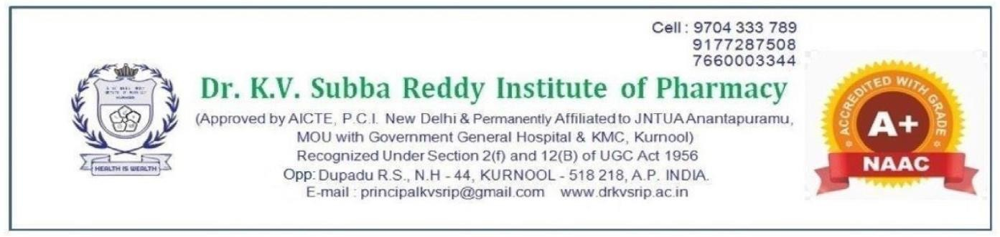 Cell : 9704 333 789
9177287508
7660003344
Dr. K.V. Subba Reddy Institute of Pharmacy
(Approved by AICTE, P.C.I. New Delhi & Permanently Affiliated to JNTUA Anantapuramu,
MOU with Government General Hospital & KMC, Kurnool)
Recognized Under Section 2(f) and 12(B) of UGC Act 1956
Opp: Dupadu R.S., N.H - 44, KURNOOL - 518 218, A.P. INDIA.
E-mail : principalkvsrip@gmail.com www.drkvsrip.ac.in
HEALTH IS WEALTH
ACCREDITED WITH GRADE
A+
NAAC